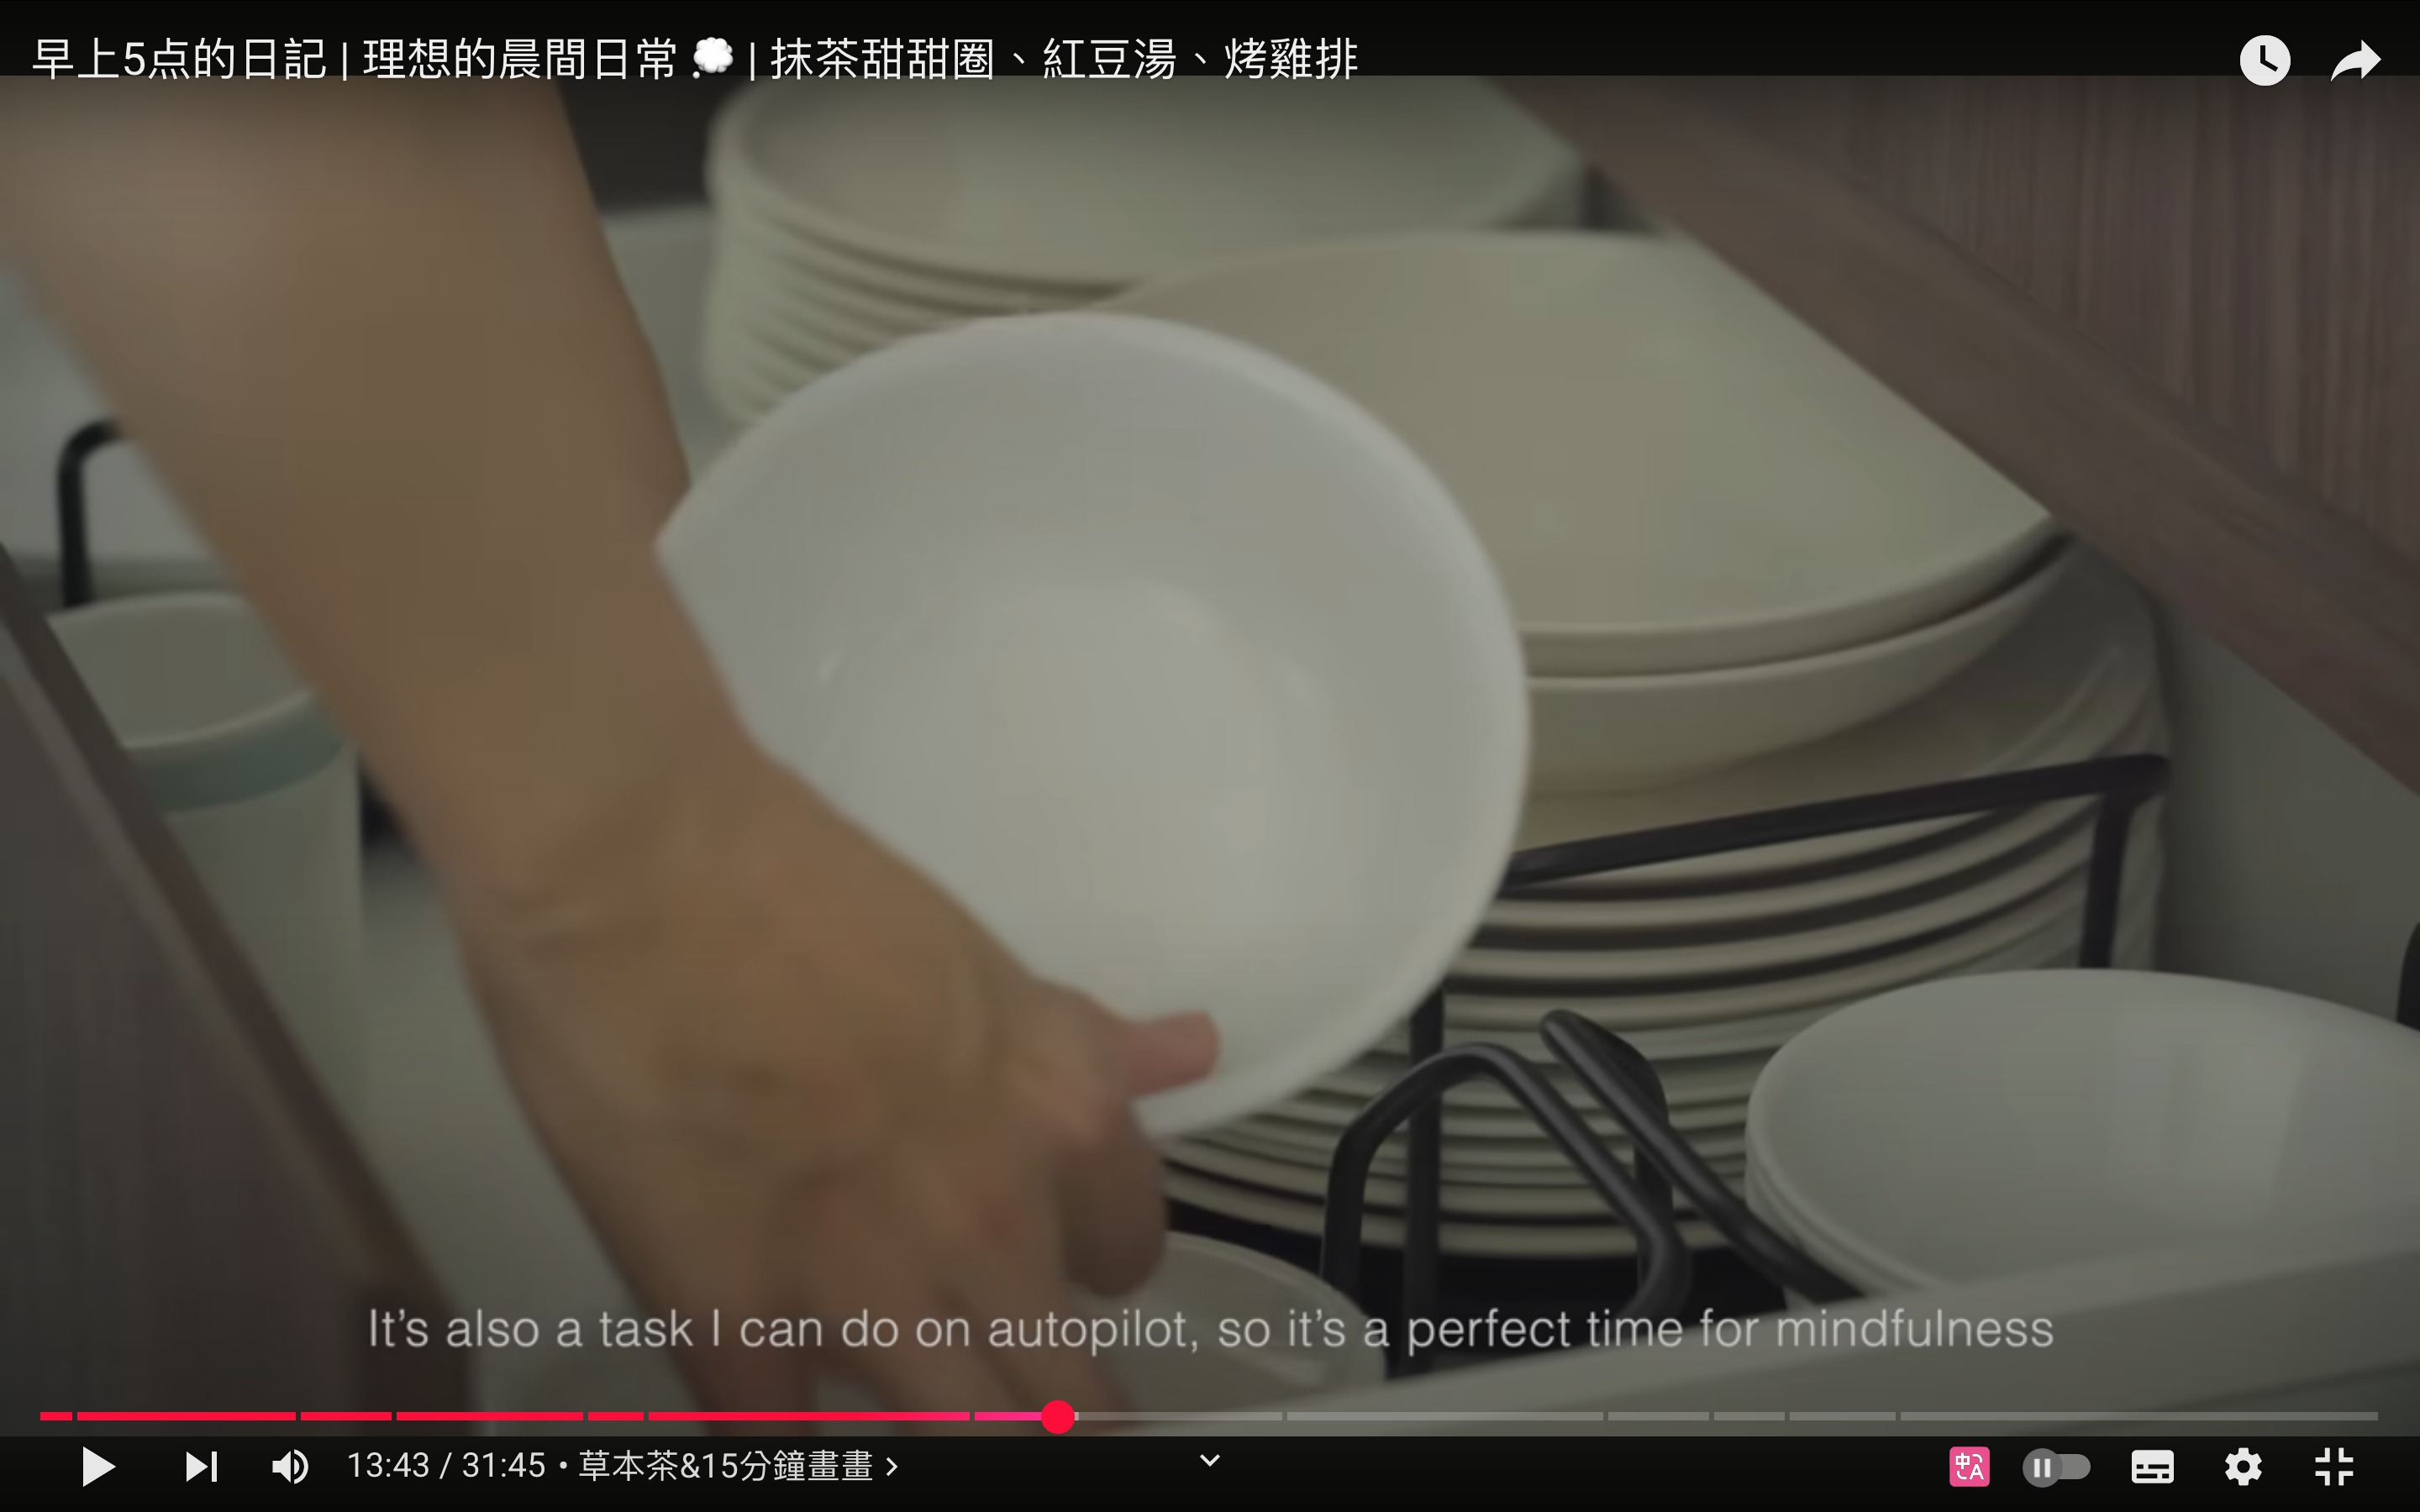 早上5点的日記 | 理想的晨間日常 💭 | 抹茶甜甜圈、紅豆湯、烤雞排
It’s also a task I can do on autopilot, so it’s a perfect time for mindfulness
13:43 / 31:45 • 草本茶&15分鐘畫畫 >
中A